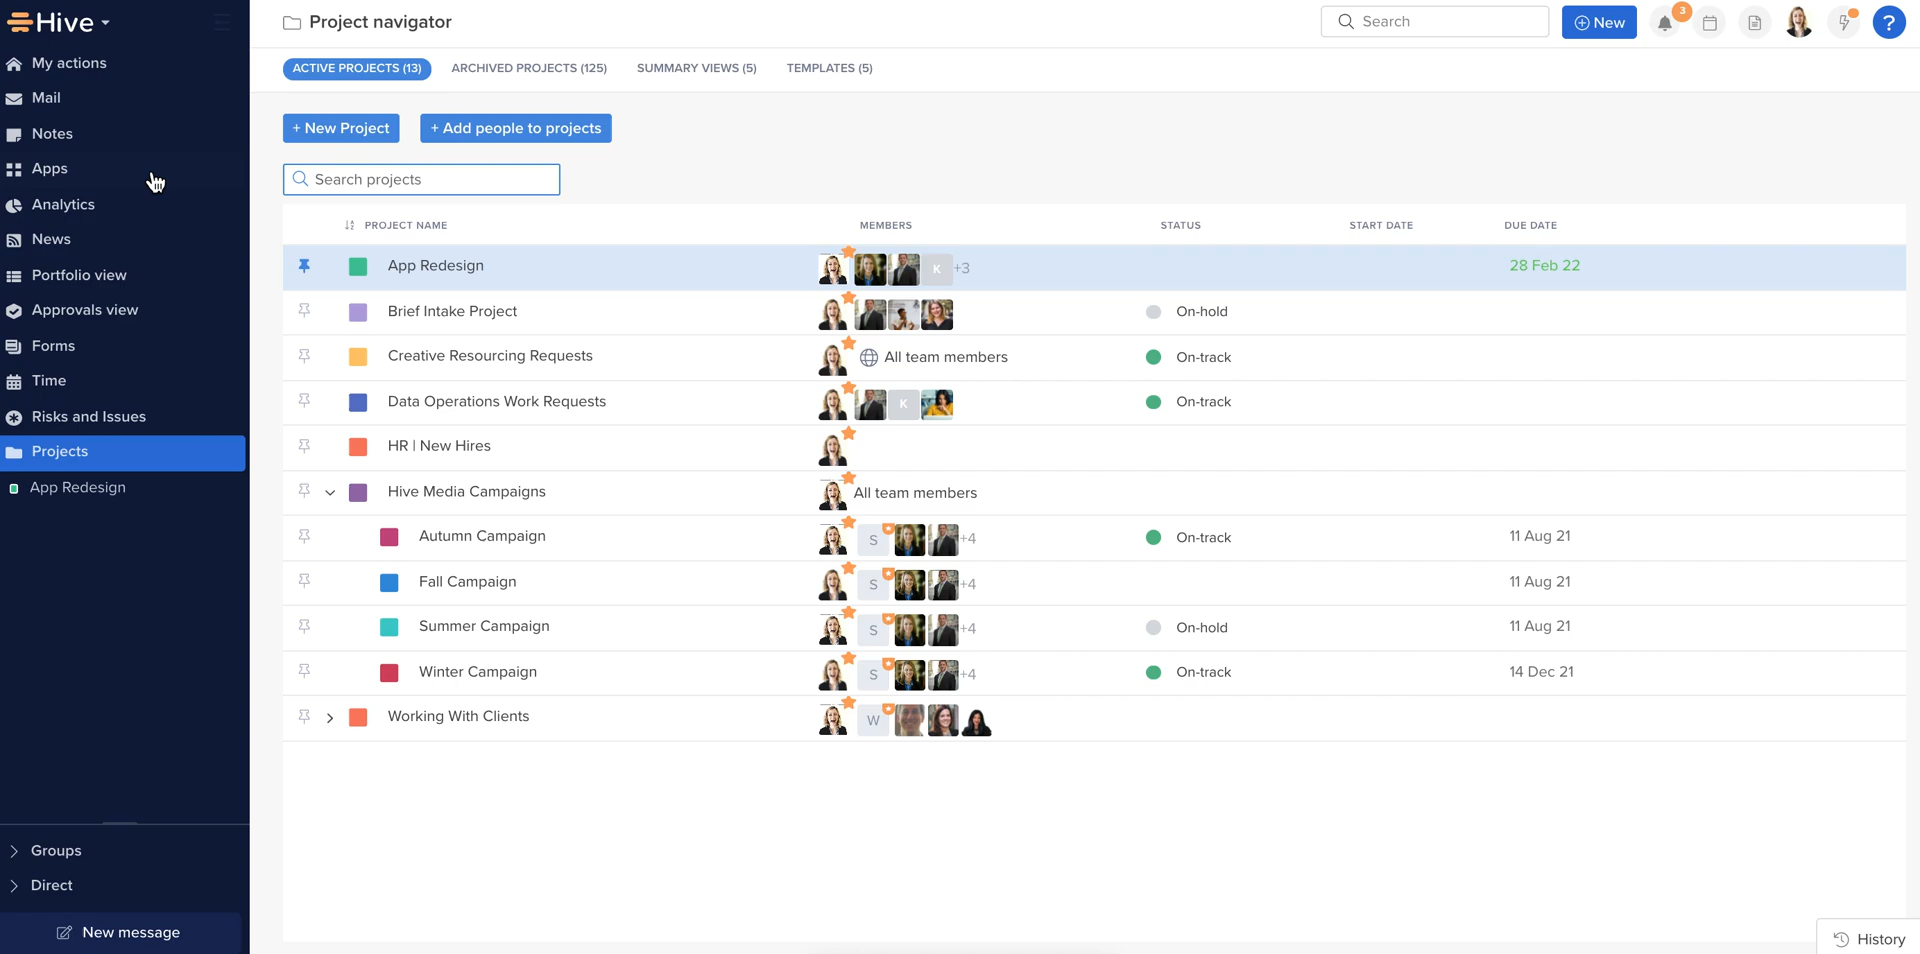 Hive
Project navigator
Search
New
3
?
My actions
Mail
Notes
Apps
Analytics
News
Portfolio view
Approvals view
Forms
Time
Risks and Issues
Projects
App Redesign
Groups
Direct
New message
ACTIVE PROJECTS (13)
ARCHIVED PROJECTS (125)
SUMMARY VIEWS (5)
TEMPLATES (5)
+ New Project
+ Add people to projects
Search projects
PROJECT NAME MEMBERS STATUS START DATE DUE DATE
App Redesign K +3 28 Feb 22
Brief Intake Project On-hold
Creative Resourcing Requests All team members On-track
Data Operations Work Requests K On-track
HR | New Hires
Hive Media Campaigns All team members
Autumn Campaign S +4 On-track 11 Aug 21
Fall Campaign S +4 11 Aug 21
Summer Campaign S +4 On-hold 11 Aug 21
Winter Campaign S +4 On-track 14 Dec 21
Working With Clients W
History